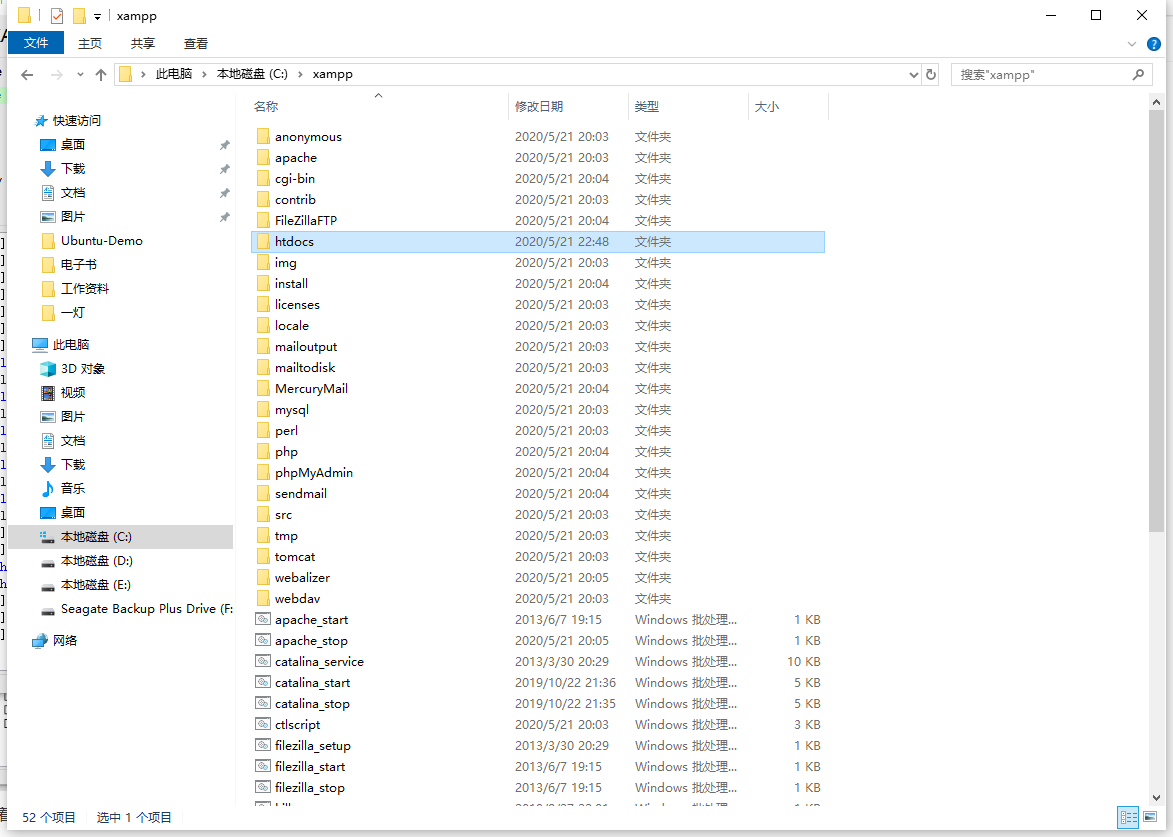 xampp
文件 主页 共享 查看
此电脑 本地磁盘 (C:) xampp 搜索"xampp"
快速访问
桌面
下载
文档
图片
Ubuntu-Demo
电子书
工作资料
一灯
此电脑
3D 对象
视频
图片
文档
下载
音乐
桌面
本地磁盘 (C:)
本地磁盘 (D:)
本地磁盘 (E:)
Seagate Backup Plus Drive (F:
网络
名称 修改日期 类型 大小
anonymous 2020/5/21 20:03 文件夹
apache 2020/5/21 20:03 文件夹
cgi-bin 2020/5/21 20:04 文件夹
contrib 2020/5/21 20:03 文件夹
FileZillaFTP 2020/5/21 20:04 文件夹
htdocs 2020/5/21 22:48 文件夹
img 2020/5/21 20:03 文件夹
install 2020/5/21 20:04 文件夹
licenses 2020/5/21 20:03 文件夹
locale 2020/5/21 20:03 文件夹
mailoutput 2020/5/21 20:03 文件夹
mailtodisk 2020/5/21 20:03 文件夹
MercuryMail 2020/5/21 20:04 文件夹
mysql 2020/5/21 20:03 文件夹
perl 2020/5/21 20:03 文件夹
php 2020/5/21 20:04 文件夹
phpMyAdmin 2020/5/21 20:04 文件夹
sendmail 2020/5/21 20:04 文件夹
src 2020/5/21 20:03 文件夹
tmp 2020/5/21 20:03 文件夹
tomcat 2020/5/21 20:03 文件夹
webalizer 2020/5/21 20:05 文件夹
webdav 2020/5/21 20:03 文件夹
apache_start 2013/6/7 19:15 Windows 批处理... 1 KB
apache_stop 2020/5/21 20:05 Windows 批处理... 1 KB
catalina_service 2013/3/30 20:29 Windows 批处理... 10 KB
catalina_start 2019/10/22 21:36 Windows 批处理... 5 KB
catalina_stop 2019/10/22 21:35 Windows 批处理... 5 KB
ctlscript 2020/5/21 20:03 Windows 批处理... 3 KB
filezilla_setup 2013/3/30 20:29 Windows 批处理... 1 KB
filezilla_start 2013/6/7 19:15 Windows 批处理... 1 KB
filezilla_stop 2013/6/7 19:15 Windows 批处理... 1 KB
52 个项目 选中 1 个项目